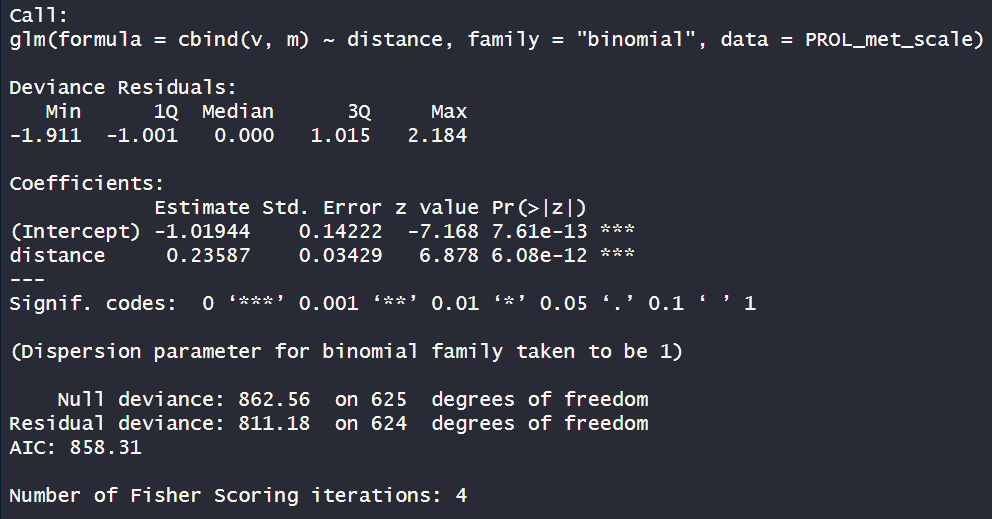 Call:
glm(formula = cbind(v, m) ~ distance, family = "binomial", data = PROL_met_scale)
Deviance Residuals:
Min 1Q Median 3Q Max
-1.911 -1.001 0.000 1.015 2.184
Coefficients:
Estimate Std. Error z value Pr(>|z|)
(Intercept) -1.01944 0.14222 -7.168 7.61e-13 ***
distance 0.23587 0.03429 6.878 6.08e-12 ***
---
Signif. codes: 0 ‘***’ 0.001 ‘**’ 0.01 ‘*’ 0.05 ‘.’ 0.1 ‘ ’ 1
(Dispersion parameter for binomial family taken to be 1)
Null deviance: 862.56 on 625 degrees of freedom
Residual deviance: 811.18 on 624 degrees of freedom
AIC: 858.31
Number of Fisher Scoring iterations: 4